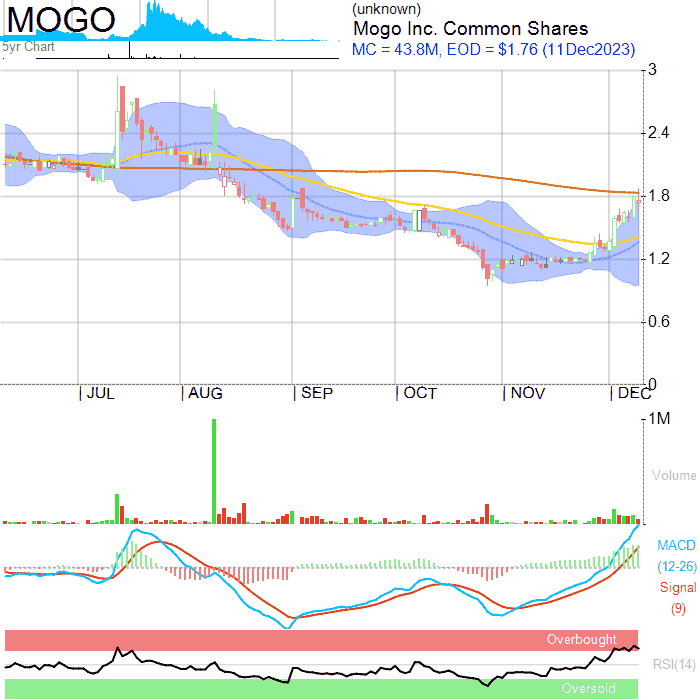 MOGO
5yr Chart
(unknown)
Mogo Inc. Common Shares
MC = 43.8M, EOD = $1.76 (11Dec2023)
3
2.4
1.8
1.2
0.6
0
JUL
AUG
SEP
OCT
NOV
DEC
1M
Volume
MACD
(12-26)
Signal
(9)
Overbought
RSI(14)
Oversold